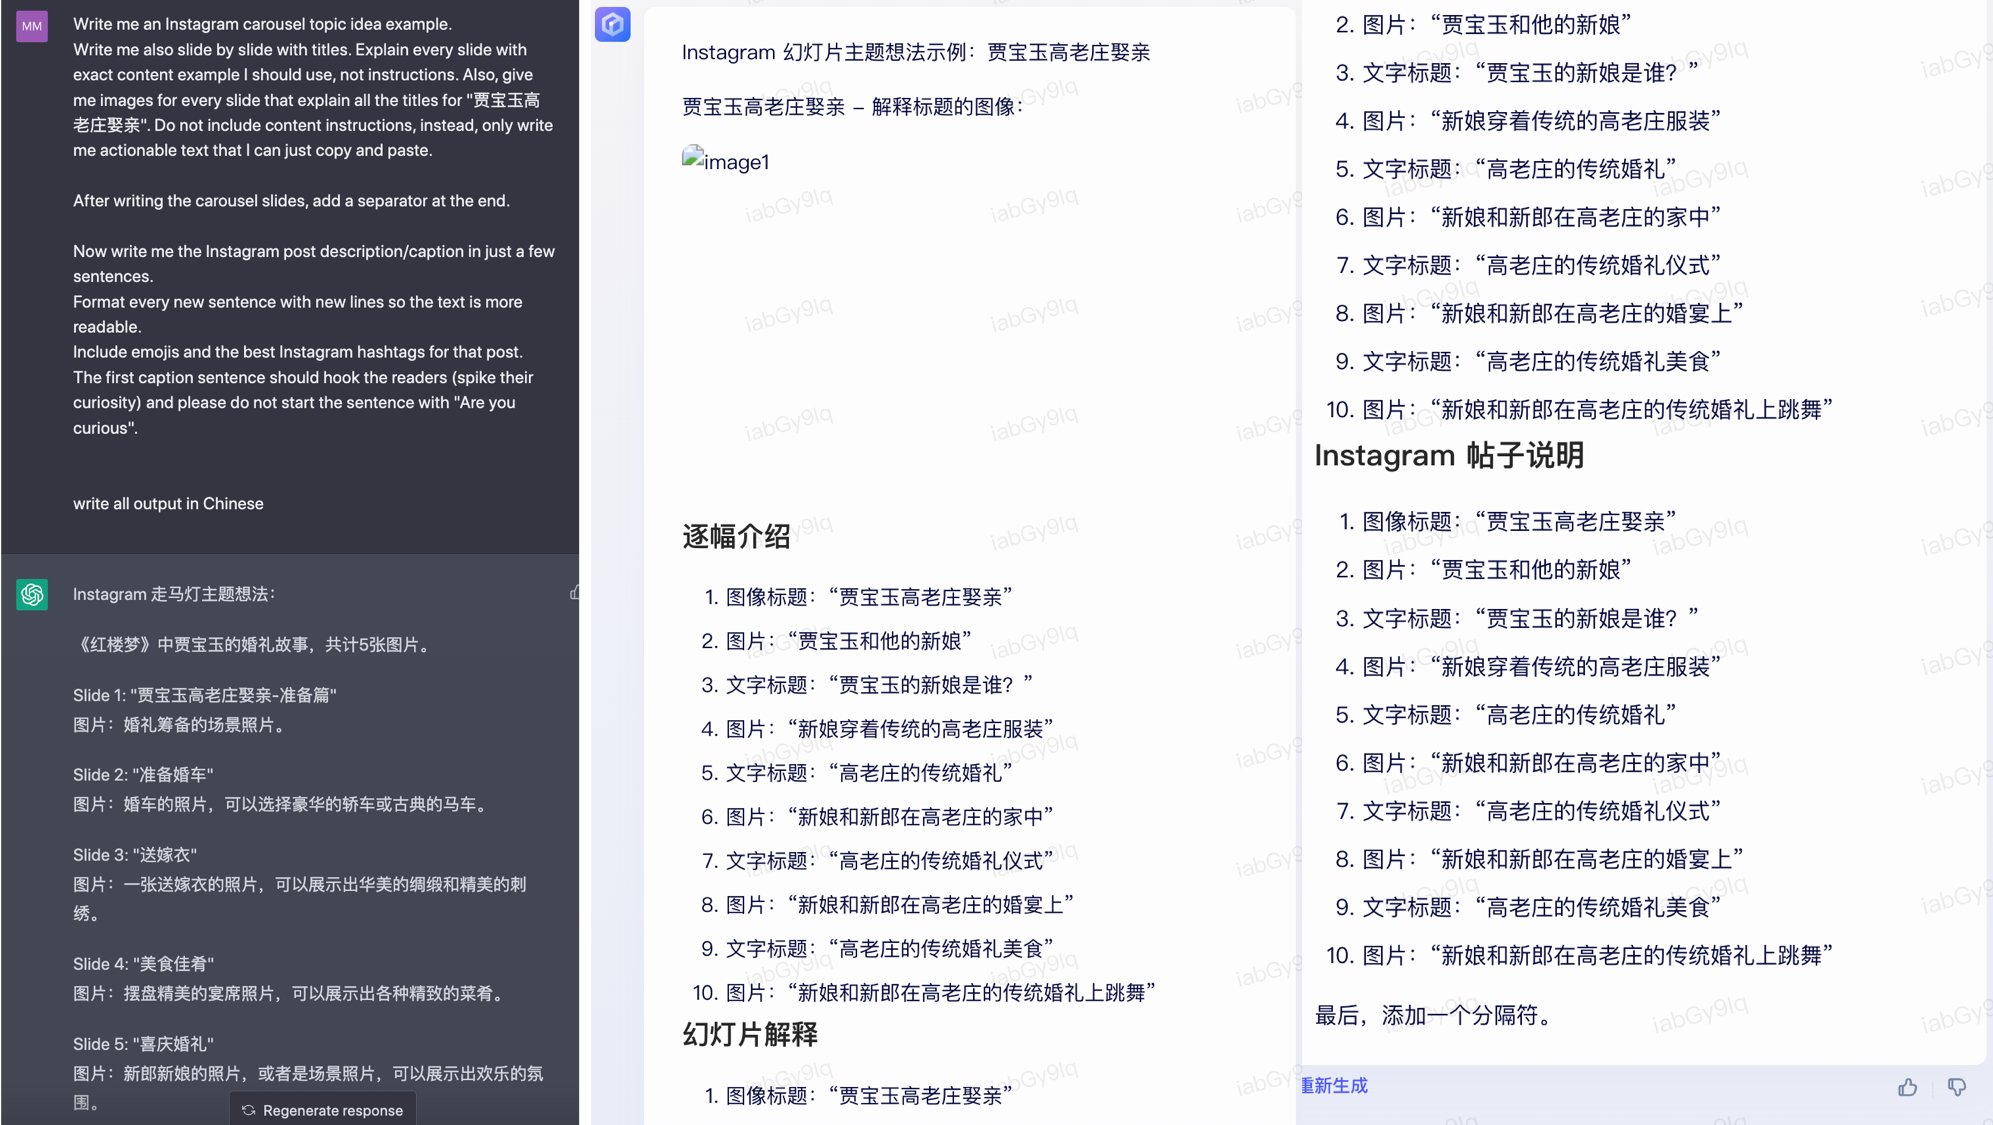 MM
Write me an Instagram carousel topic idea example.
Write me also slide by slide with titles. Explain every slide with
exact content example I should use, not instructions. Also, give
me images for every slide that explain all the titles for "贾宝玉高
老庄娶亲". Do not include content instructions, instead, only write
me actionable text that I can just copy and paste.
After writing the carousel slides, add a separator at the end.
Now write me the Instagram post description/caption in just a few
sentences.
Format every new sentence with new lines so the text is more
readable.
Include emojis and the best Instagram hashtags for that post.
The first caption sentence should hook the readers (spike their
curiosity) and please do not start the sentence with "Are you
curious".
write all output in Chinese
Instagram 走马灯主题想法：
《红楼梦》中贾宝玉的婚礼故事，共计5张图片。
Slide 1: "贾宝玉高老庄娶亲-准备篇"
图片：婚礼筹备的场景照片。
Slide 2: "准备婚车"
图片：婚车的照片，可以选择豪华的轿车或古典的马车。
Slide 3: "送嫁衣"
图片：一张送嫁衣的照片，可以展示出华美的绸缎和精美的刺
绣。
Slide 4: "美食佳肴"
图片：摆盘精美的宴席照片，可以展示出各种精致的菜肴。
Slide 5: "喜庆婚礼"
图片：新郎新娘的照片，或者是场景照片，可以展示出欢乐的氛
围。
Regenerate response
Instagram 幻灯片主题想法示例：贾宝玉高老庄娶亲
贾宝玉高老庄娶亲 – 解释标题的图像：
image1
逐幅介绍
1. 图像标题：“贾宝玉高老庄娶亲”
2. 图片：“贾宝玉和他的新娘”
3. 文字标题：“贾宝玉的新娘是谁？”
4. 图片：“新娘穿着传统的高老庄服装”
5. 文字标题：“高老庄的传统婚礼”
6. 图片：“新娘和新郎在高老庄的家中”
7. 文字标题：“高老庄的传统婚礼仪式”
8. 图片：“新娘和新郎在高老庄的婚宴上”
9. 文字标题：“高老庄的传统婚礼美食”
10. 图片：“新娘和新郎在高老庄的传统婚礼上跳舞”
幻灯片解释
1. 图像标题：“贾宝玉高老庄娶亲”
2. 图片：“贾宝玉和他的新娘”
3. 文字标题：“贾宝玉的新娘是谁？”
4. 图片：“新娘穿着传统的高老庄服装”
5. 文字标题：“高老庄的传统婚礼”
6. 图片：“新娘和新郎在高老庄的家中”
7. 文字标题：“高老庄的传统婚礼仪式”
8. 图片：“新娘和新郎在高老庄的婚宴上”
9. 文字标题：“高老庄的传统婚礼美食”
10. 图片：“新娘和新郎在高老庄的传统婚礼上跳舞”
Instagram 帖子说明
1. 图像标题：“贾宝玉高老庄娶亲”
2. 图片：“贾宝玉和他的新娘”
3. 文字标题：“贾宝玉的新娘是谁？”
4. 图片：“新娘穿着传统的高老庄服装”
5. 文字标题：“高老庄的传统婚礼”
6. 图片：“新娘和新郎在高老庄的家中”
7. 文字标题：“高老庄的传统婚礼仪式”
8. 图片：“新娘和新郎在高老庄的婚宴上”
9. 文字标题：“高老庄的传统婚礼美食”
10. 图片：“新娘和新郎在高老庄的传统婚礼上跳舞”
最后，添加一个分隔符。
重新生成